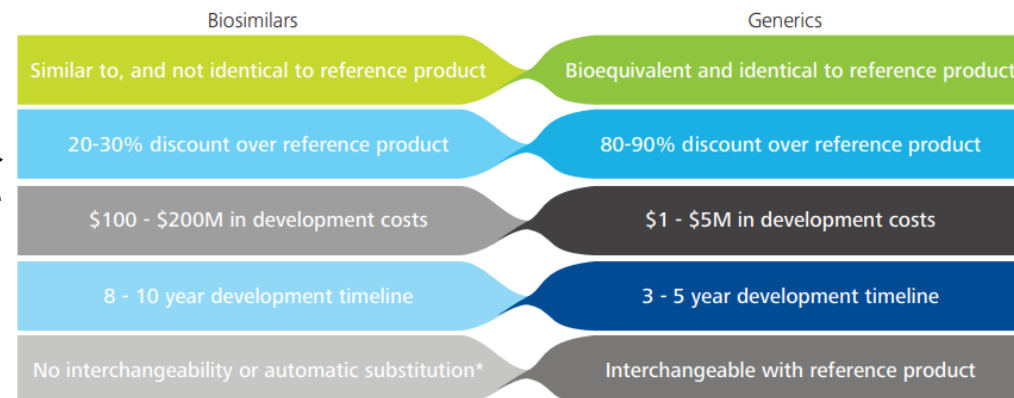 Biosimilars Generics
Similar to, and not identical to reference product Bioequivalent and identical to reference product
20-30% discount over reference product 80-90% discount over reference product
$100 - $200M in development costs $1 - $5M in development costs
8 - 10 year development timeline 3 - 5 year development timeline
No interchangeability or automatic substitution* Interchangeable with reference product